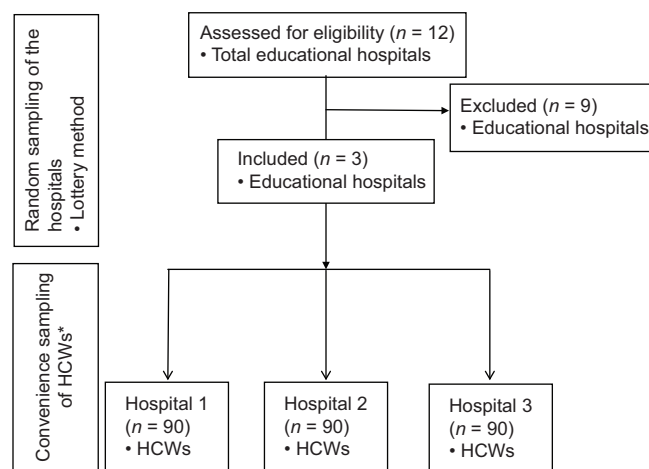 Random sampling of the
hospitals
• Lottery method
Assessed for eligibility (n = 12)
• Total educational hospitals
Excluded (n = 9)
• Educational hospitals
Included (n = 3)
• Educational hospitals
Convenience sampling
of HCWs*
Hospital 1
(n = 90)
• HCWs
Hospital 2
(n = 90)
• HCWs
Hospital 3
(n = 90)
• HCWs